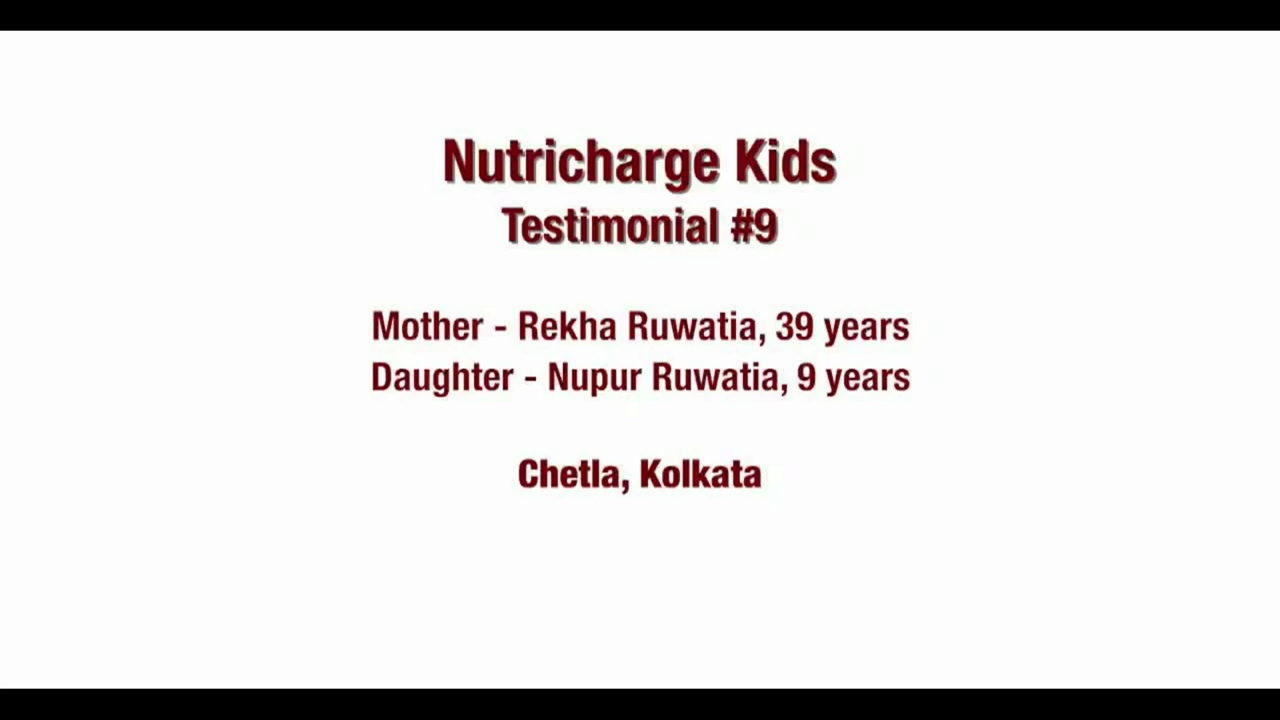 Nutricharge Kids
Testimonial #9
Mother - Rekha Ruwatia, 39 years
Daughter - Nupur Ruwatia, 9 years
Chetla, Kolkata